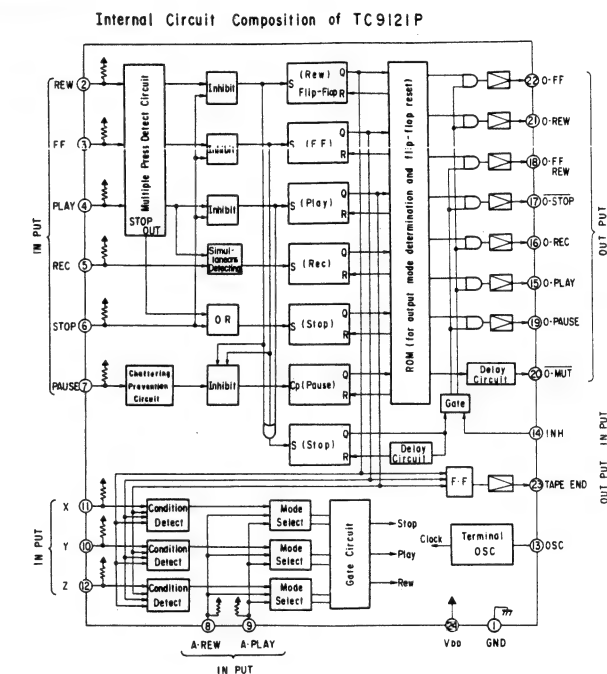 Internal Circuit Composition of TC9121P
REW 2
FF 3
PLAY 4
REC 5
STOP 6
PAUSE 7
IN PUT
Multiple Press Detect Circuit
STOP
OUT
Inhibit
Inhibit
Inhibit
Simul-
taneous
Detecting
OR
Chattering
Prevention
Circuit
Inhibit
S (Rew) Q
Flip-Flop R
S (FF) Q
R
S (Play) Q
R
S (Rec) Q
R
S (Stop) Q
R
Cp (Pause) Q
R
S (Stop) Q
R
ROM (for output mode determination and flip-flop reset)
Delay
Circuit
Delay
Circuit
Gate
F·F
22 O-FF
21 O-REW
18 O-FF
REW
17 O-STOP
16 O-REC
15 O-PLAY
19 O-PAUSE
20 O-MUT
OUT PUT
14 INH
IN PUT
23 TAPE END
OUT PUT
X 11
Y 10
Z 12
IN PUT
Condition
Detect
Condition
Detect
Condition
Detect
Mode
Select
Mode
Select
Mode
Select
Gate Circuit
Stop
Play
Rew
Clock
Terminal
OSC
13 OSC
8 9
A-REW A-PLAY
IN PUT
24 1
VDD GND